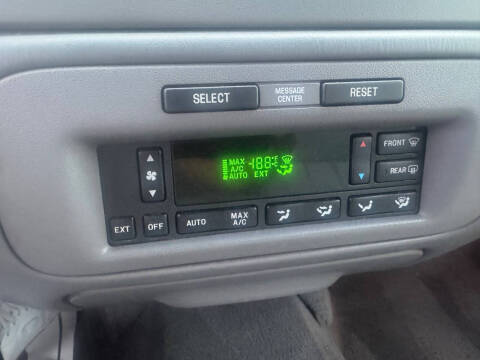 SELECT
MESSAGE
CENTER
RESET
FRONT
REAR
MAX
A/C
AUTO
-188°F
C
EXT
EXT
OFF
AUTO
MAX
A/C